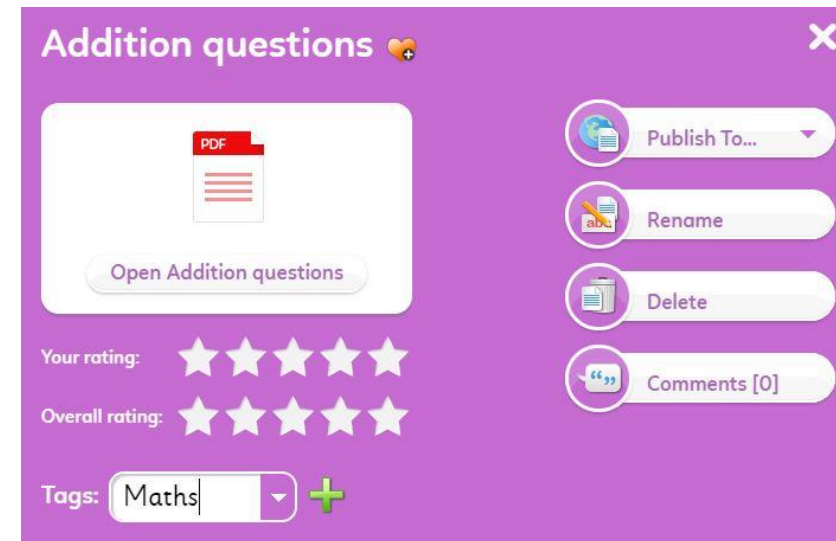 Addition questions
PDF
Open Addition questions
Your rating:
Overall rating:
Tags: Maths
Publish To...
abc
Rename
Delete
Comments [0]